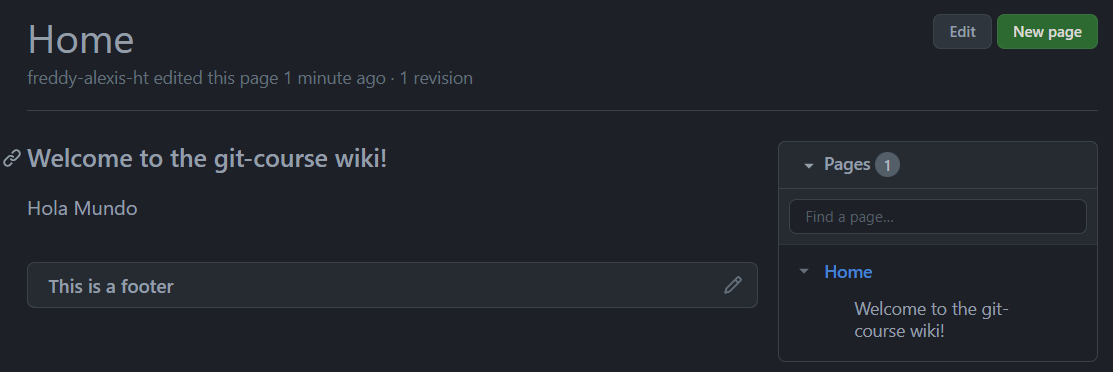 Home
Edit
New page
freddy-alexis-ht edited this page 1 minute ago · 1 revision
Welcome to the git-course wiki!
Hola Mundo
This is a footer
Pages 1
Find a page...
Home
Welcome to the git-
course wiki!